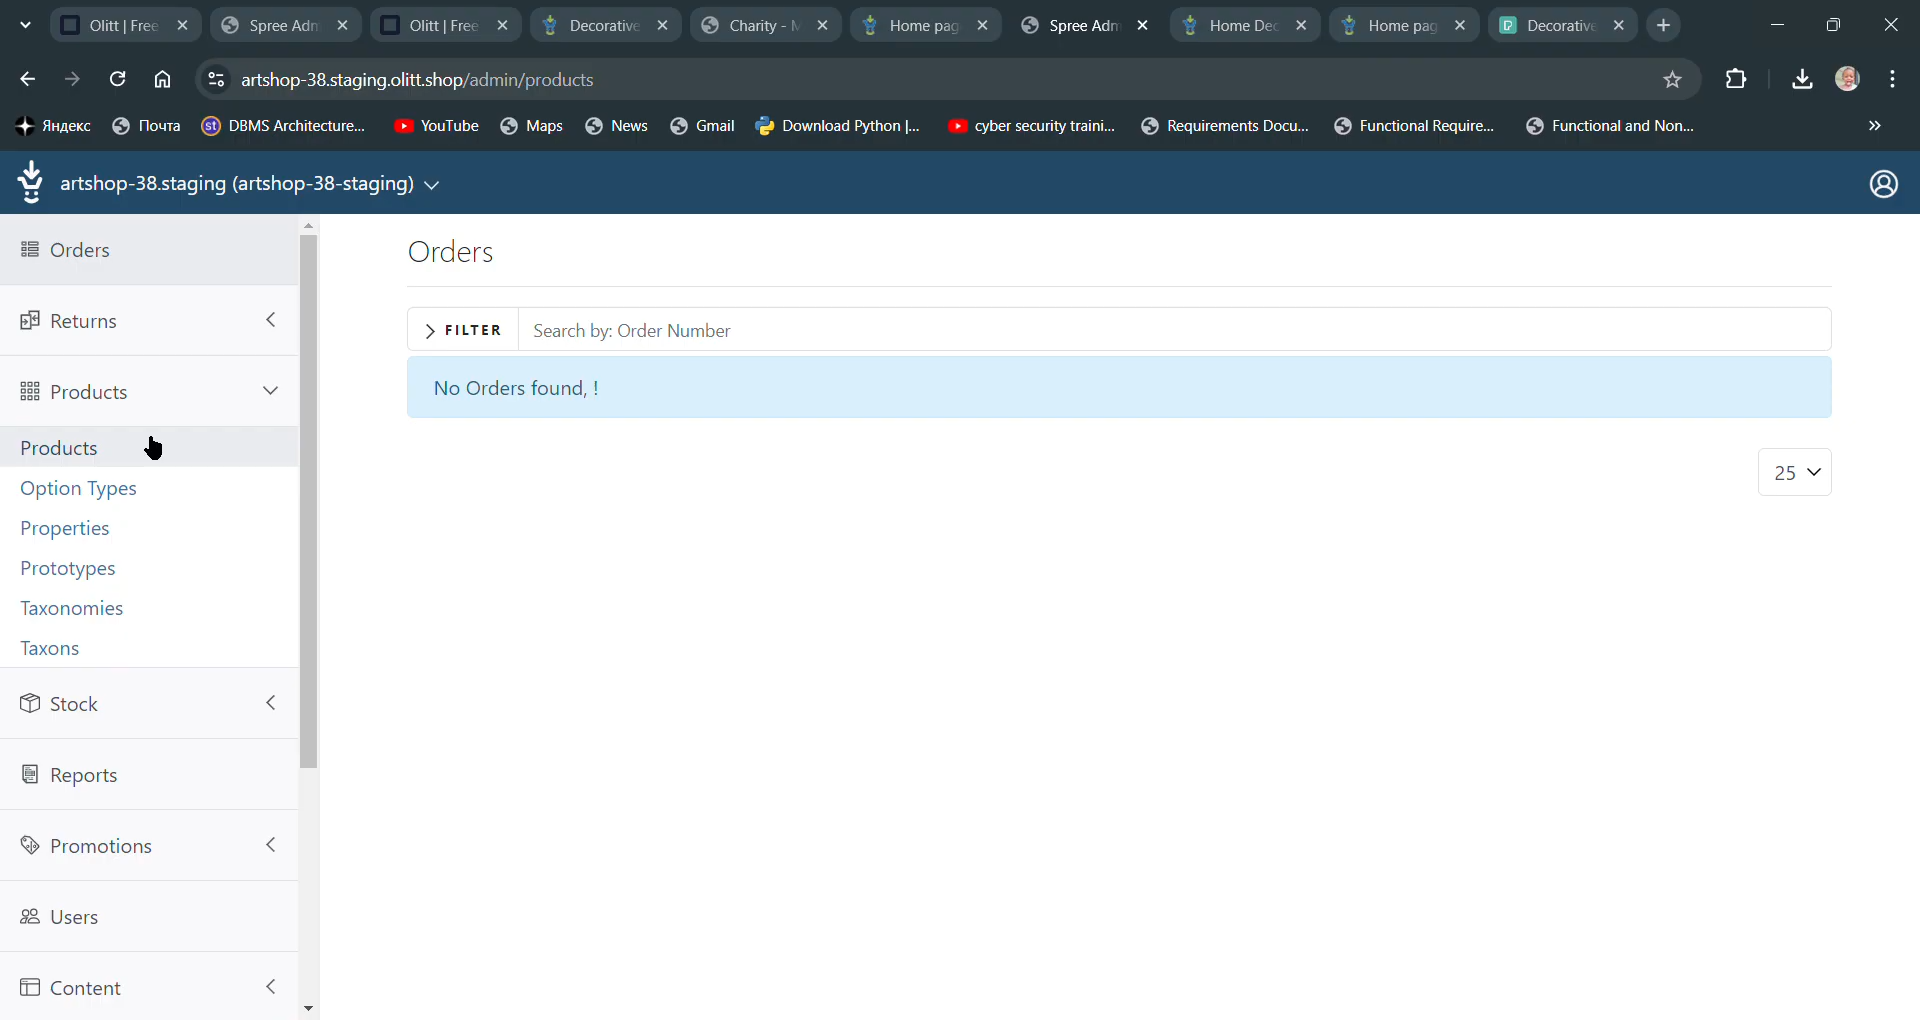 Olitt | Free
Spree Adn
Olitt | Free
Decorative
Charity - M
Home pag
Spree Adn
Home Dec
Home pag
Decorative
artshop-38.staging.olitt.shop/admin/products
Яндекс
Почта
DBMS Architecture...
YouTube
Maps
News
Gmail
Download Python |...
cyber security traini...
Requirements Docu...
Functional Require...
Functional and Non...
artshop-38.staging (artshop-38-staging)
Orders
Returns
Products
Products
Option Types
Properties
Prototypes
Taxonomies
Taxons
Stock
Reports
Promotions
Users
Content
Orders
FILTER
Search by: Order Number
No Orders found, !
25